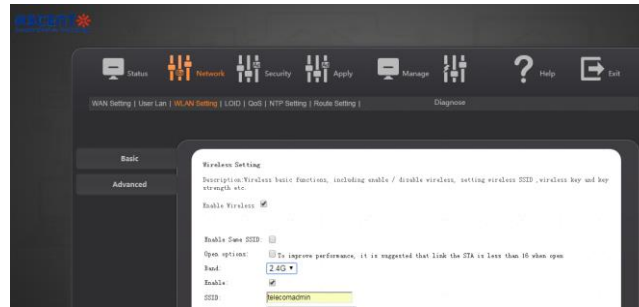 Status Network Security Apply Manage Help Exit
WAN Setting | User Lan | WLAN Setting | LOID | QoS | NTP Setting | Route Setting | Diagnose
Basic
Advanced
Wireless Setting
Description:Wireless basic functions, including enable / disable wireless, setting wireless SSID ,wireless key and key
strength etc.
Enable Wireless
Enable Same SSID:
Open options: To improve performance, it is suggested that link the STA is less than 16 when open
Band: 2.4G
Enable:
SSID: telecomadmin